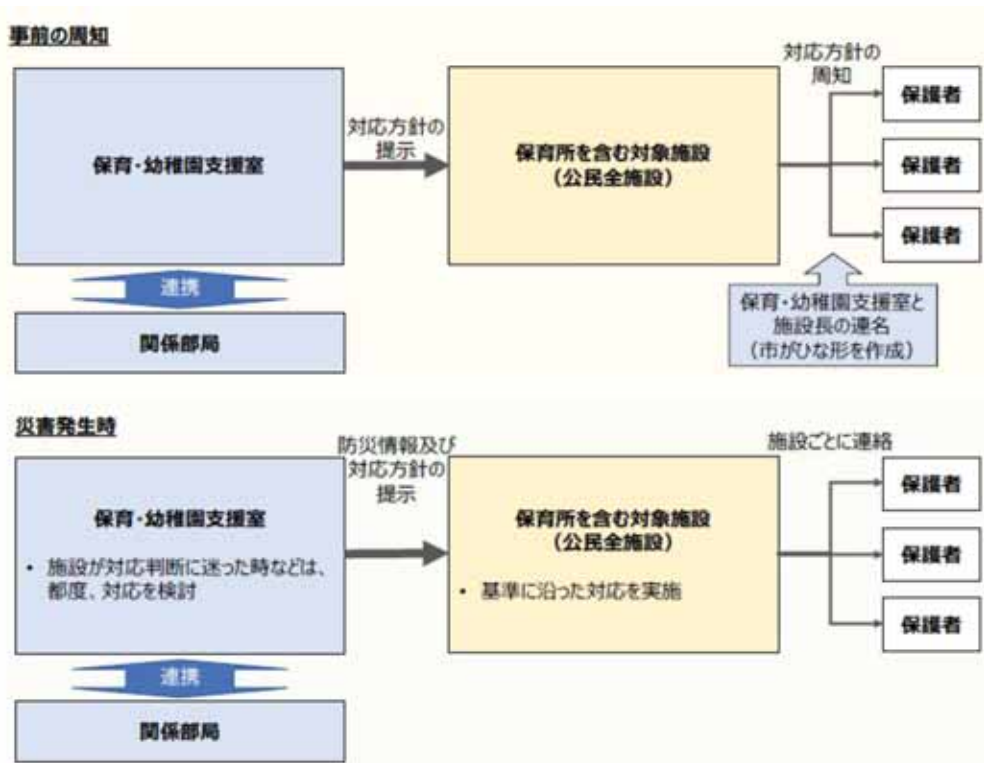 事前の周知
保育・幼稚園支援室
対応方針の
提示
保育所を含む対象施設
（公民全施設）
対応方針の
周知
保護者
保護者
保護者
連携
関係部局
保育・幼稚園支援室と
施設長の連名
（市がひな形を作成）
災害発生時
保育・幼稚園支援室
• 施設が対応判断に迷った時などは、
都度、対応を検討
防災情報及び
対応方針の
提示
保育所を含む対象施設
（公民全施設）
• 基準に沿った対応を実施
施設ごとに連絡
保護者
保護者
保護者
連携
関係部局